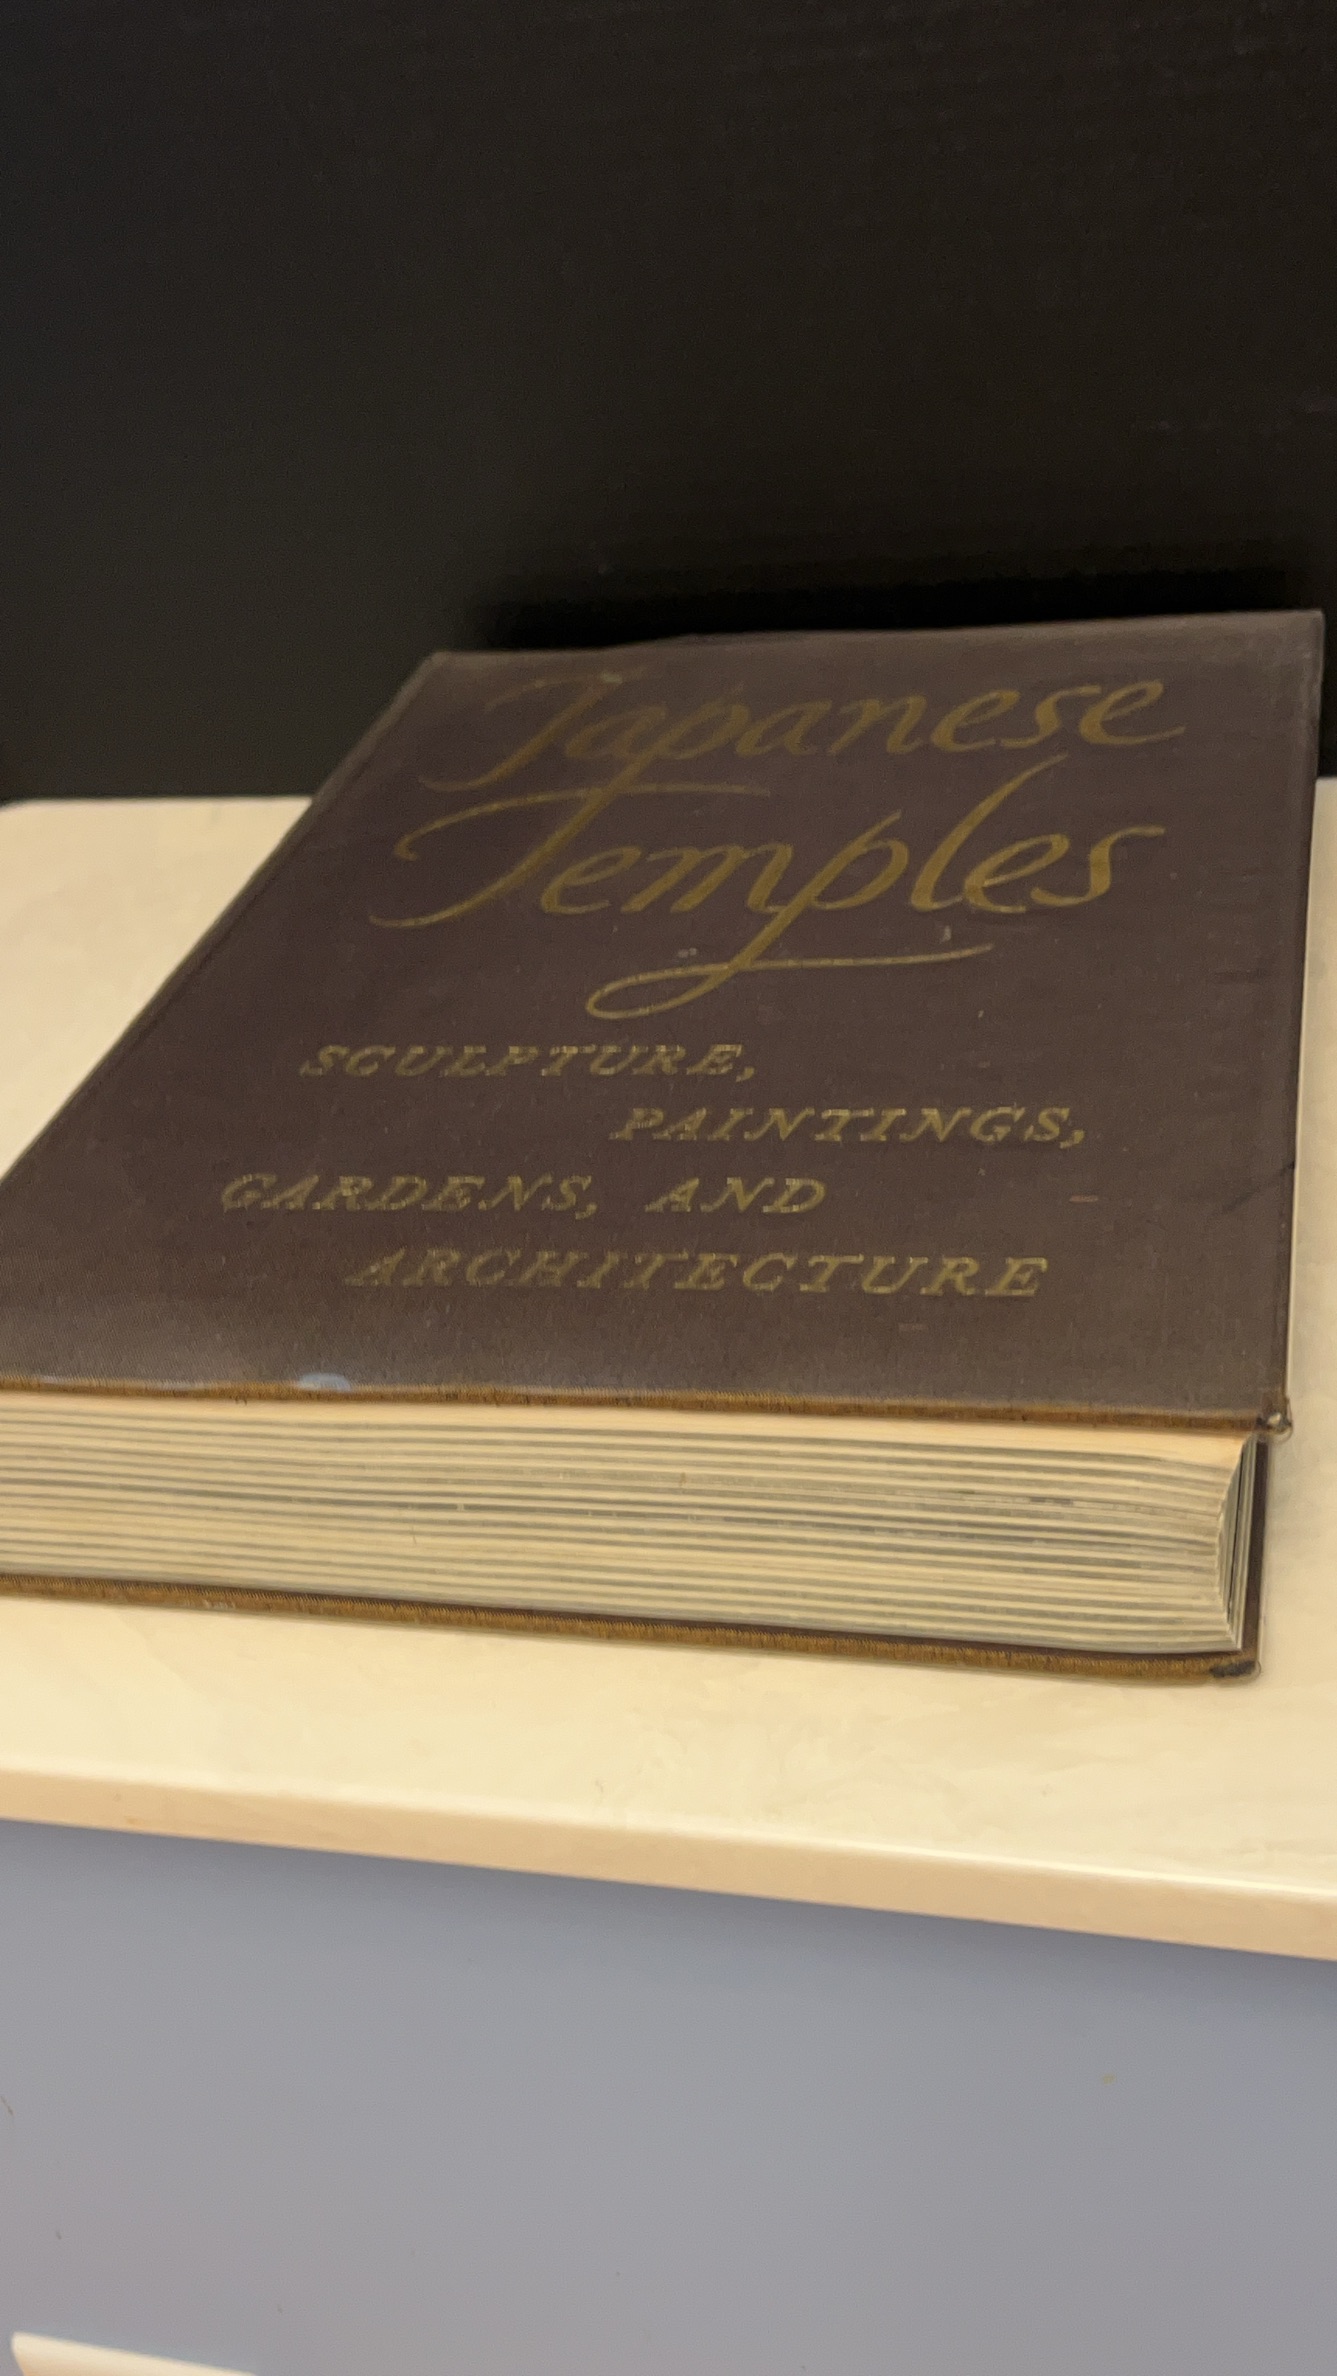 Japanese
Temples
SCULPTURE,
PAINTINGS,
GARDENS, AND
ARCHITECTURE